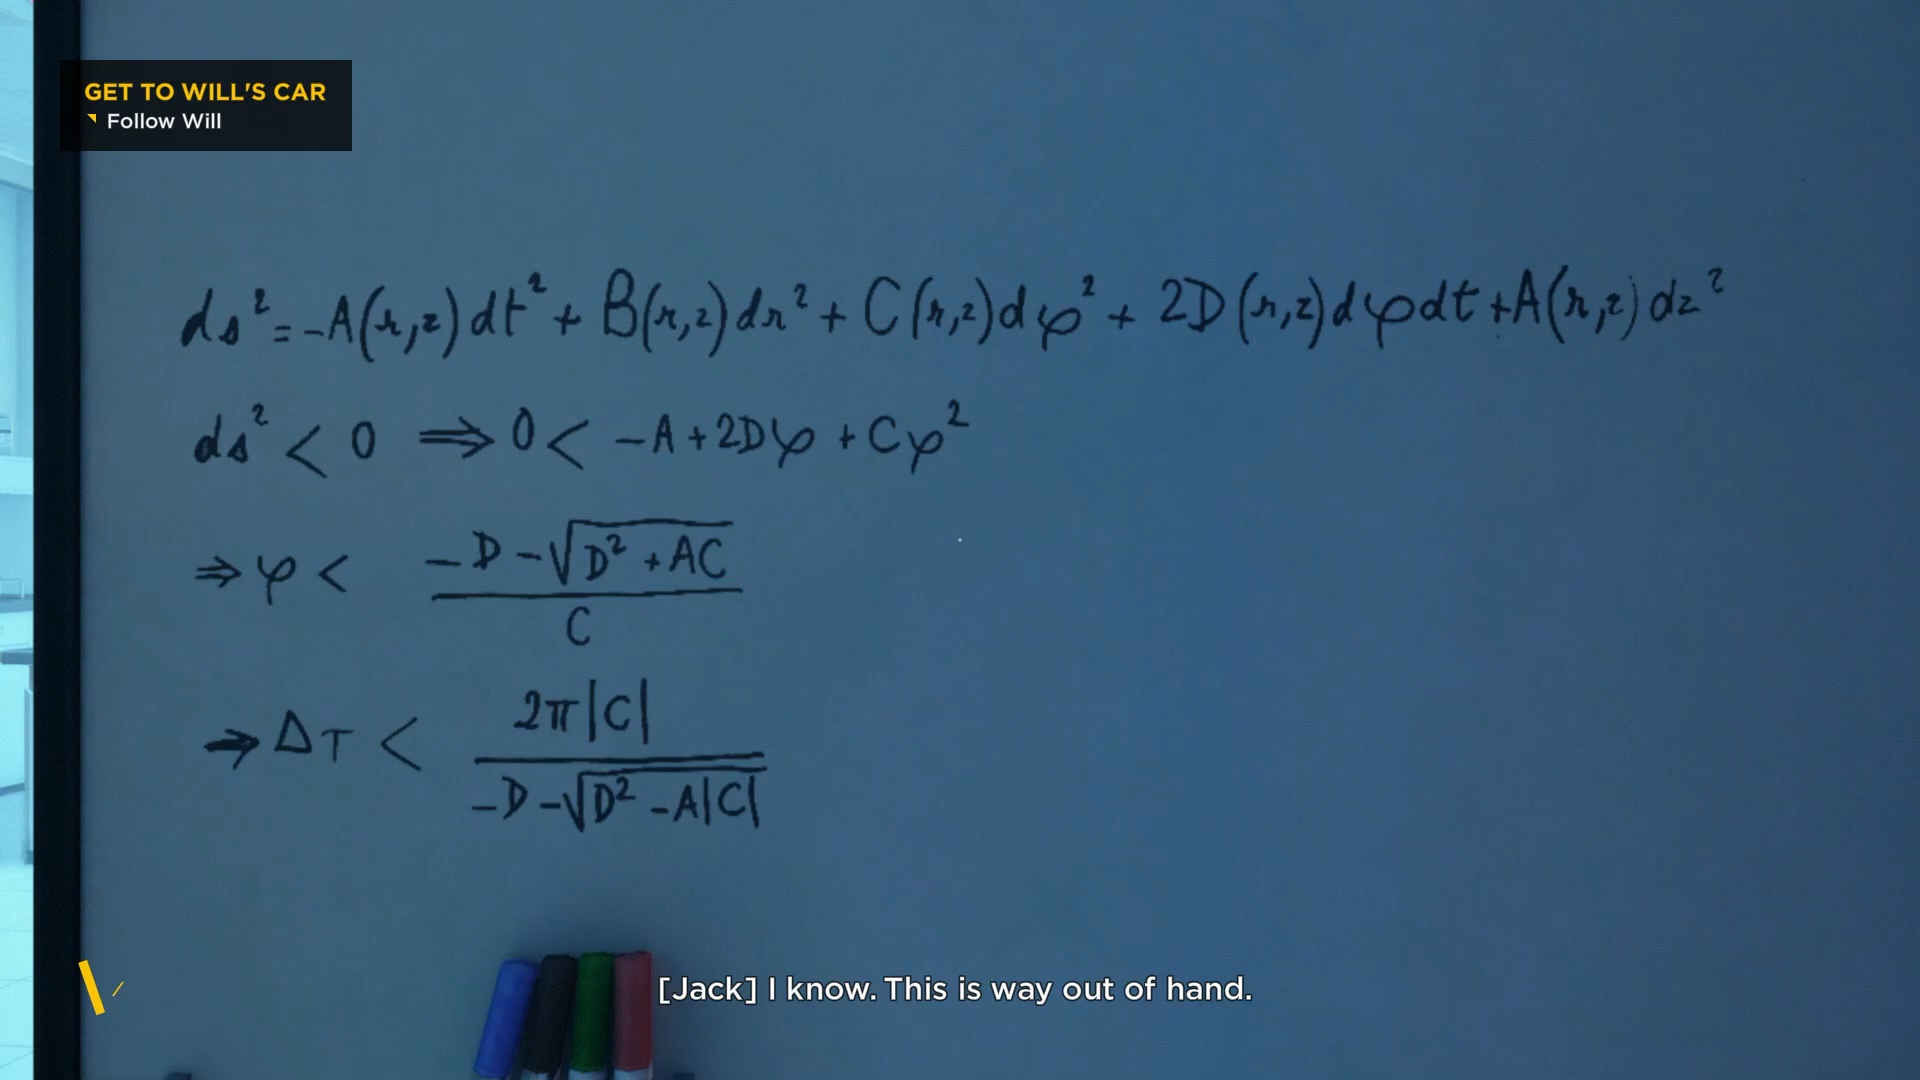 GET TO WILL'S CAR
Follow Will
ds² = -A(r,z)dt² + B(r,z)dr² + C(r,z)dφ² + 2D(r,z)dφdt + A(r,z)dz²
ds² < 0 ⇒ 0 < -A + 2Dφ + Cφ²
⇒ φ < (-D - √(D² + AC)) / C
⇒ Δτ < 2π|C| / (-D - √(D² - A|C|))
[Jack] I know. This is way out of hand.